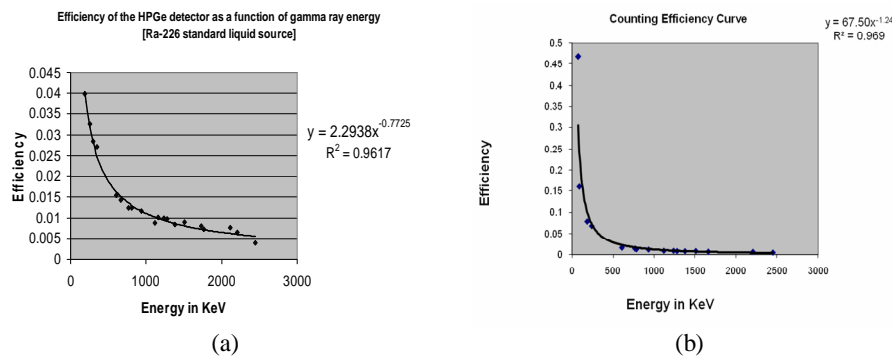 Efficiency of the HPGe detector as a function of gamma ray energy
[Ra-226 standard liquid source]
0.045
0.04
0.035
0.03
0.025
0.02
0.015
0.01
0.005
0
0 1000 2000 3000
Efficiency
Energy in KeV
y = 2.2938x^-0.7725
R² = 0.9617
(a)
Counting Efficiency Curve
y = 67.50x^-1.24
R² = 0.969
0.5
0.45
0.4
0.35
0.3
0.25
0.2
0.15
0.1
0.05
0
0 500 1000 1500 2000 2500 3000
Efficiency
Energy in KeV
(b)